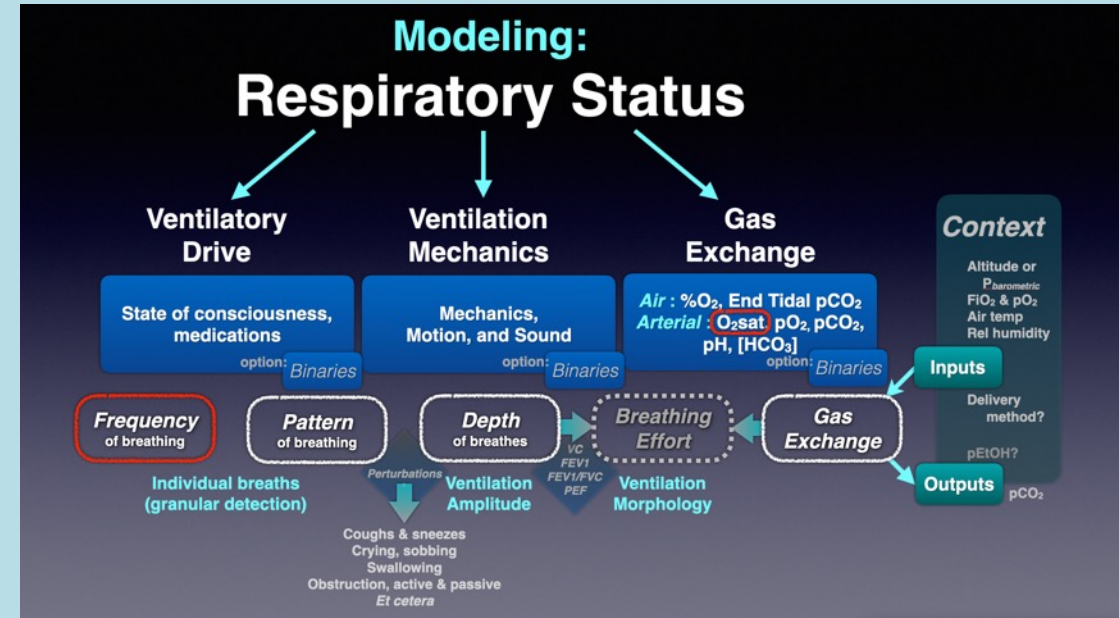 Modeling:
Respiratory Status
Ventilatory
Drive
Ventilation
Mechanics
Gas
Exchange
State of consciousness,
medications
option: Binaries
Mechanics,
Motion, and Sound
option: Binaries
Air : %O₂, End Tidal pCO₂
Arterial : O₂sat, pO₂, pCO₂,
pH, [HCO₃]
option: Binaries
Context
Altitude or
P barometric
FiO₂ & pO₂
Air temp
Rel humidity
Inputs
Delivery
method?
pEtOH?
Outputs
pCO₂
Frequency
of breathing
Pattern
of breathing
Depth
of breathes
Breathing
Effort
Gas
Exchange
Individual breaths
(granular detection)
Perturbations
Ventilation
Amplitude
VC
FEV1
FEV1/FVC
PEF
Ventilation
Morphology
Coughs & sneezes
Crying, sobbing
Swallowing
Obstruction, active & passive
Et cetera